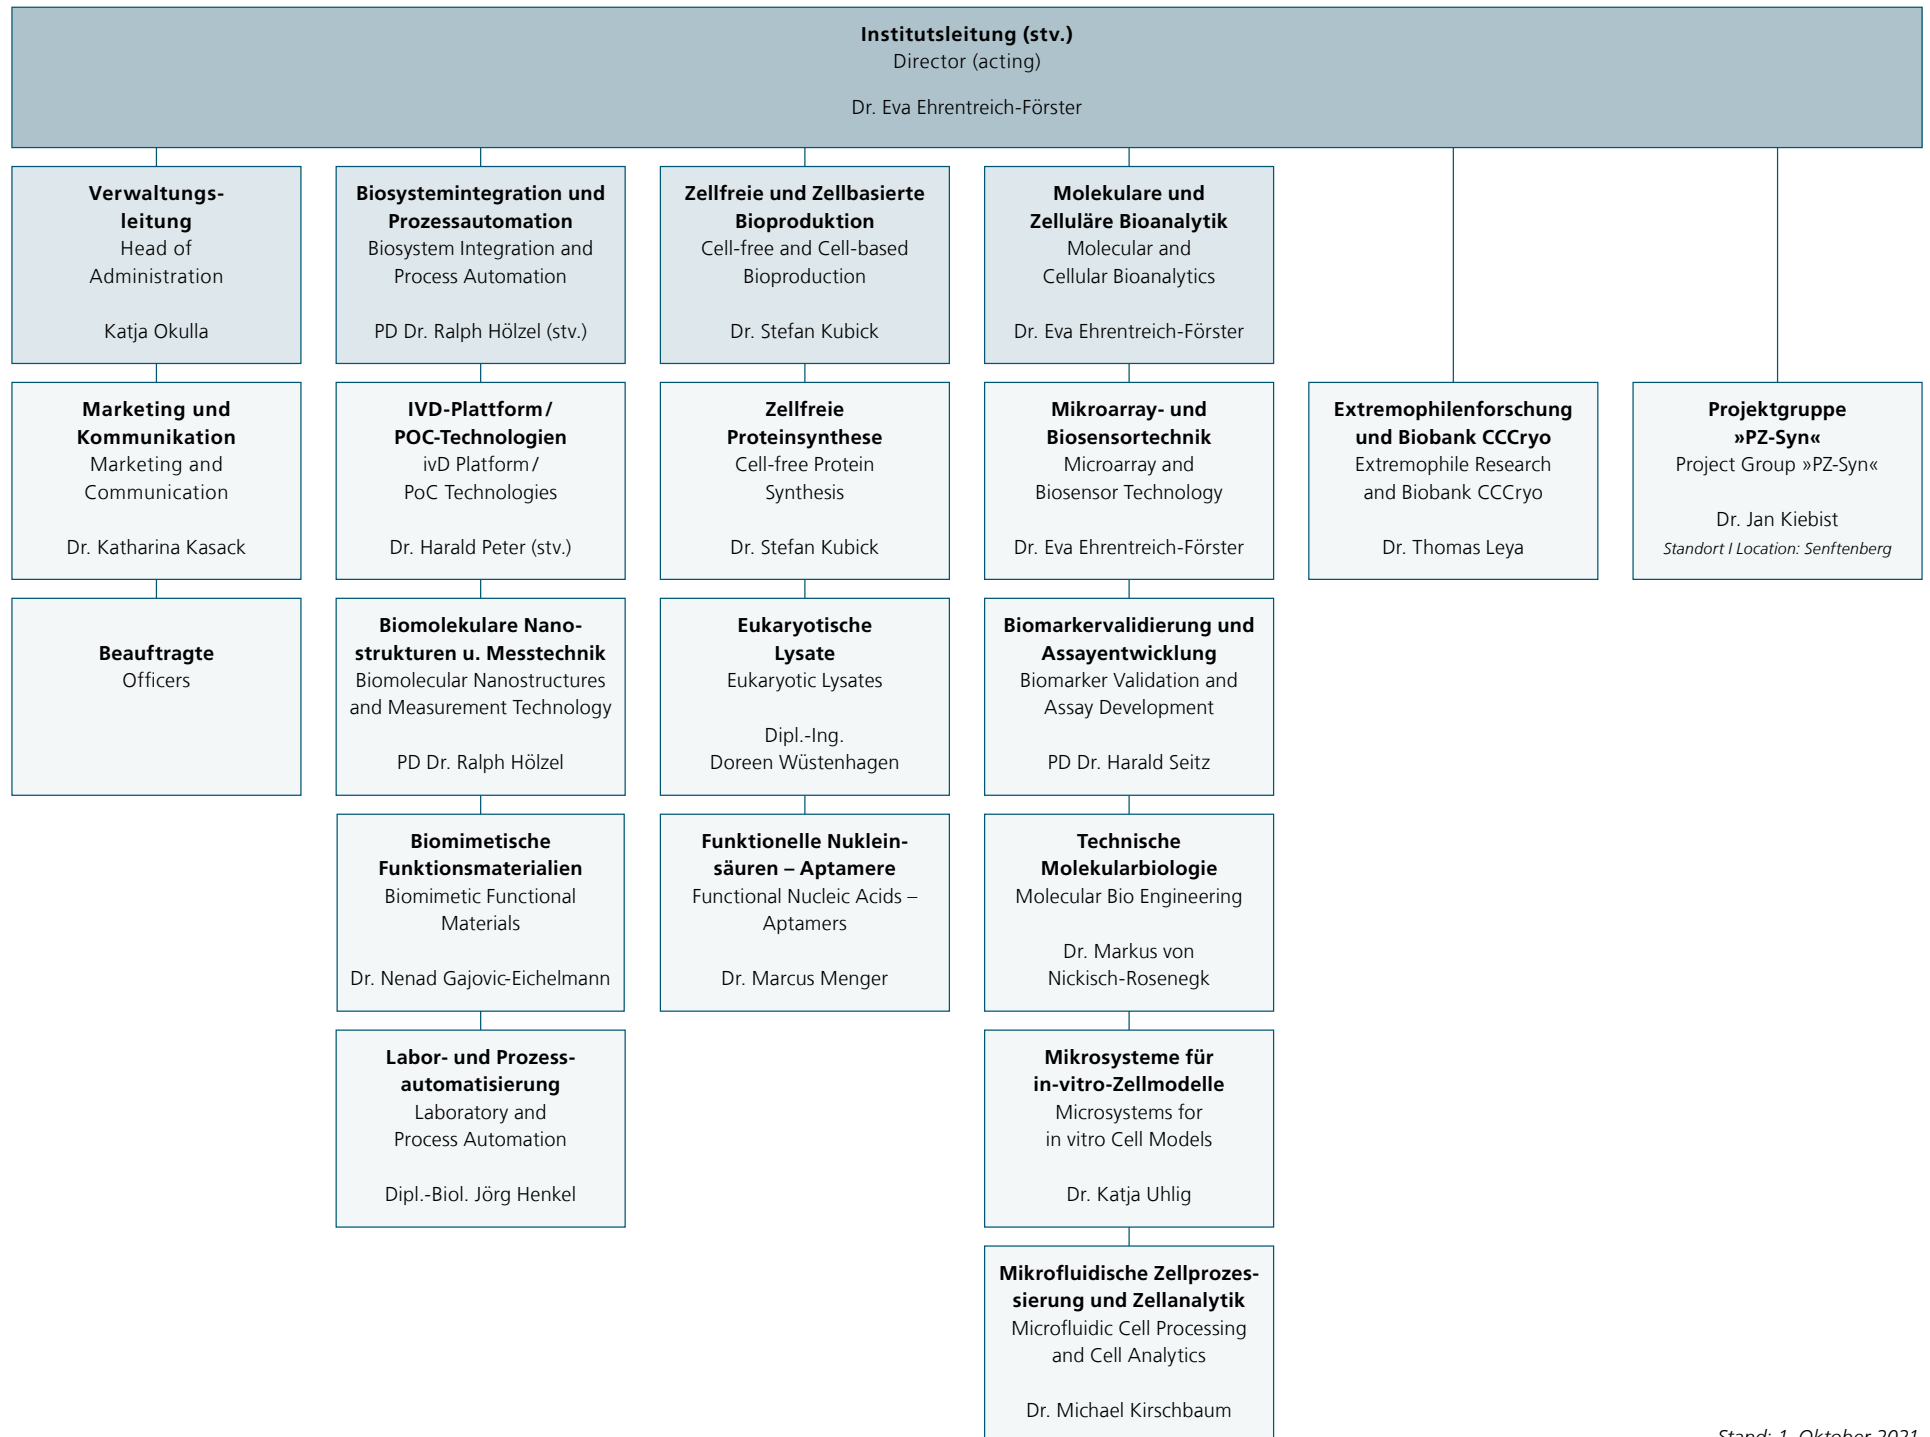 Institutsleitung (stv.)
Director (acting)
Dr. Eva Ehrentreich-Förster
Verwaltungs-
leitung
Head of
Administration
Katja Okulla
Biosystemintegration und
Prozessautomation
Biosystem Integration and
Process Automation
PD Dr. Ralph Hölzel (stv.)
Zellfreie und Zellbasierte
Bioproduktion
Cell-free and Cell-based
Bioproduction
Dr. Stefan Kubick
Molekulare und
Zelluläre Bioanalytik
Molecular and
Cellular Bioanalytics
Dr. Eva Ehrentreich-Förster
Marketing und
Kommunikation
Marketing and
Communication
Dr. Katharina Kasack
IVD-Plattform/
POC-Technologien
ivD Platform/
PoC Technologies
Dr. Harald Peter (stv.)
Zellfreie
Proteinsynthese
Cell-free Protein
Synthesis
Dr. Stefan Kubick
Mikroarray- und
Biosensortechnik
Microarray and
Biosensor Technology
Dr. Eva Ehrentreich-Förster
Extremophilenforschung
und Biobank CCCryo
Extremophile Research
and Biobank CCCryo
Dr. Thomas Leya
Projektgruppe
»PZ-Syn«
Project Group »PZ-Syn«
Dr. Jan Kiebist
Standort I Location: Senftenberg
Beauftragte
Officers
Biomolekulare Nano-
strukturen u. Messtechnik
Biomolecular Nanostructures
and Measurement Technology
PD Dr. Ralph Hölzel
Eukaryotische
Lysate
Eukaryotic Lysates
Dipl.-Ing.
Doreen Wüstenhagen
Biomarkervalidierung und
Assayentwicklung
Biomarker Validation and
Assay Development
PD Dr. Harald Seitz
Biomimetische
Funktionsmaterialien
Biomimetic Functional
Materials
Dr. Nenad Gajovic-Eichelmann
Funktionelle Nuklein-
säuren – Aptamere
Functional Nucleic Acids –
Aptamers
Dr. Marcus Menger
Technische
Molekularbiologie
Molecular Bio Engineering
Dr. Markus von
Nickisch-Rosenegk
Labor- und Prozess-
automatisierung
Laboratory and
Process Automation
Dipl.-Biol. Jörg Henkel
Mikrosysteme für
in-vitro-Zellmodelle
Microsystems for
in vitro Cell Models
Dr. Katja Uhlig
Mikrofluidische Zellprozes-
sierung und Zellanalytik
Microfluidic Cell Processing
and Cell Analytics
Dr. Michael Kirschbaum
Stand: 1. Oktober 2021